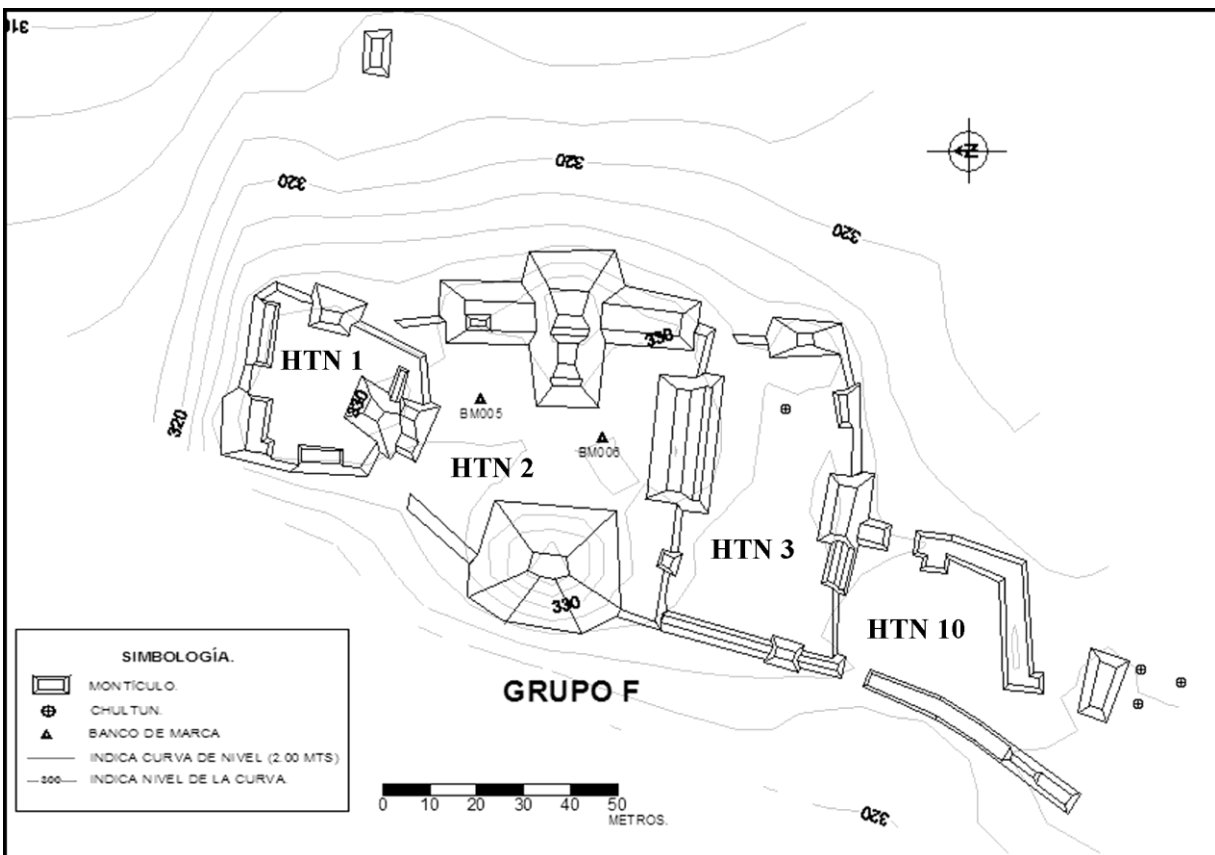 310
320
320
N
320
HTN 1
330
330
BM005
BM006
320
HTN 2
HTN 3
330
HTN 10
GRUPO F
320
SIMBOLOGÍA.
MONTÍCULO.
CHULTUN.
BANCO DE MARCA
INDICA CURVA DE NIVEL (2.00 MTS)
300 INDICA NIVEL DE LA CURVA.
0 10 20 30 40 50
METROS.